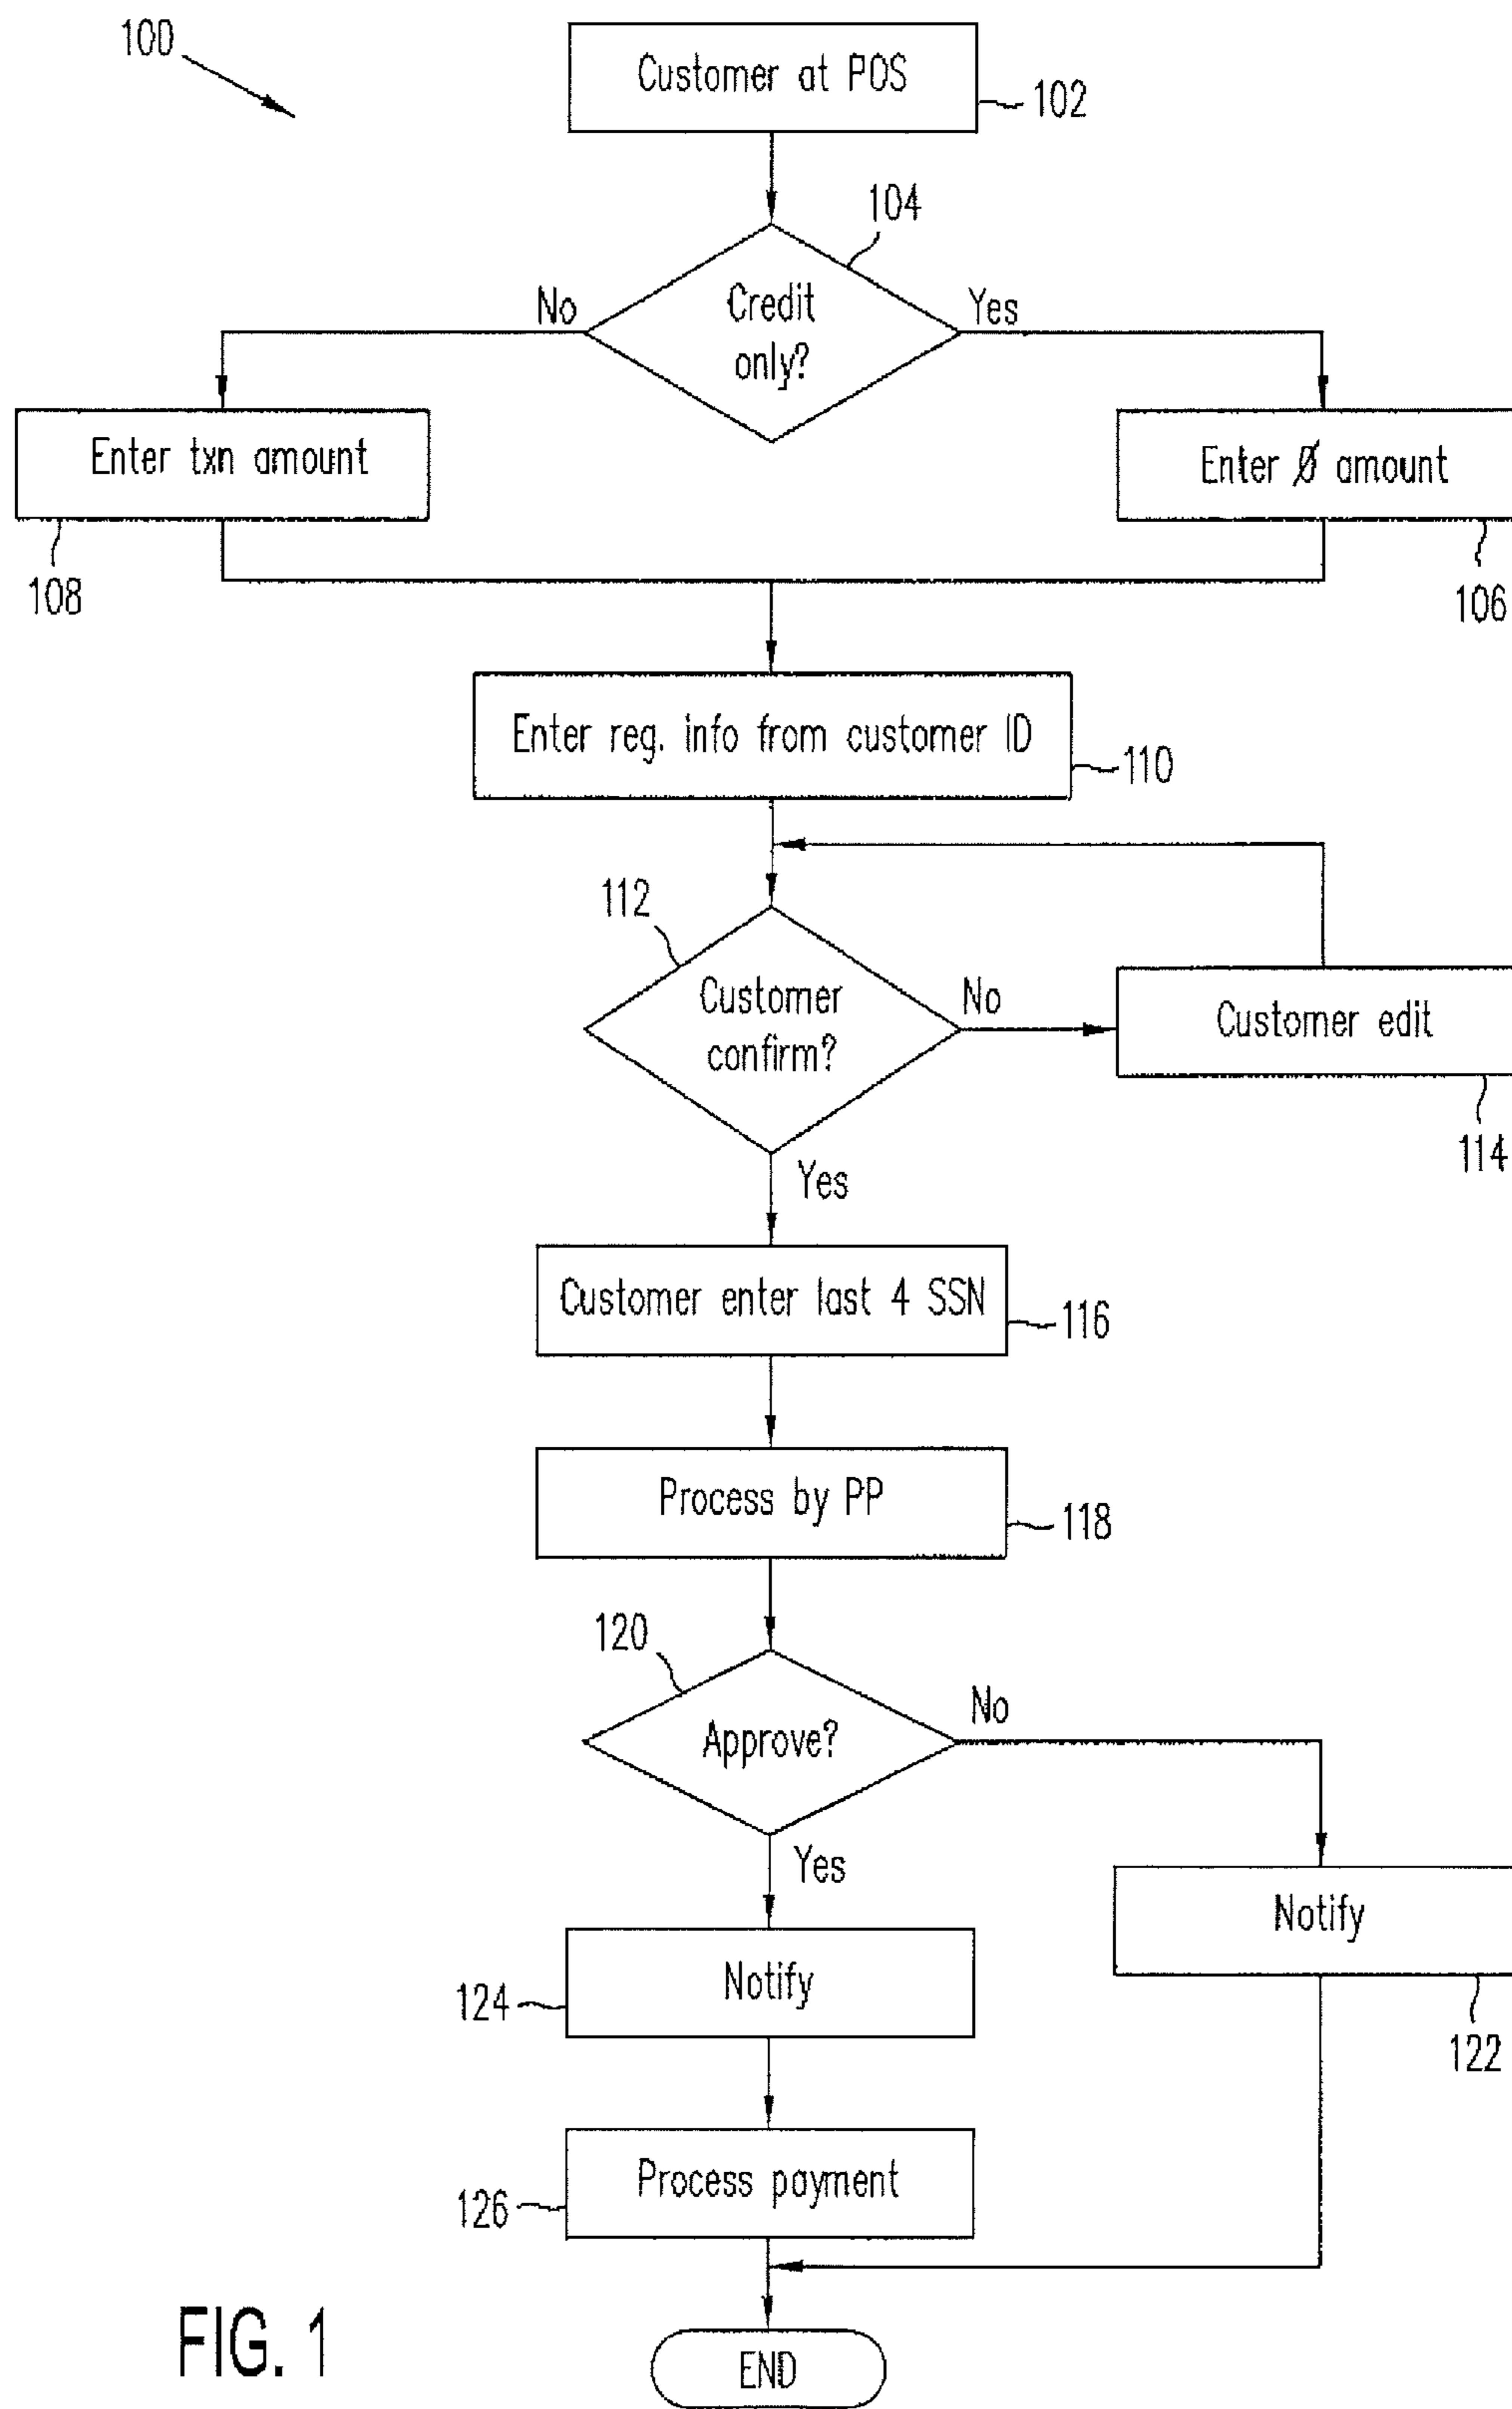 100
Customer at POS
102
104
Credit
only?
No
Yes
Enter txn amount
Enter Ø amount
108
106
Enter reg. info from customer ID
110
112
Customer
confirm?
No
Customer edit
114
Yes
Customer enter last 4 SSN
116
Process by PP
118
120
Approve?
No
Yes
Notify
122
Notify
124
Process payment
126
END
FIG. 1